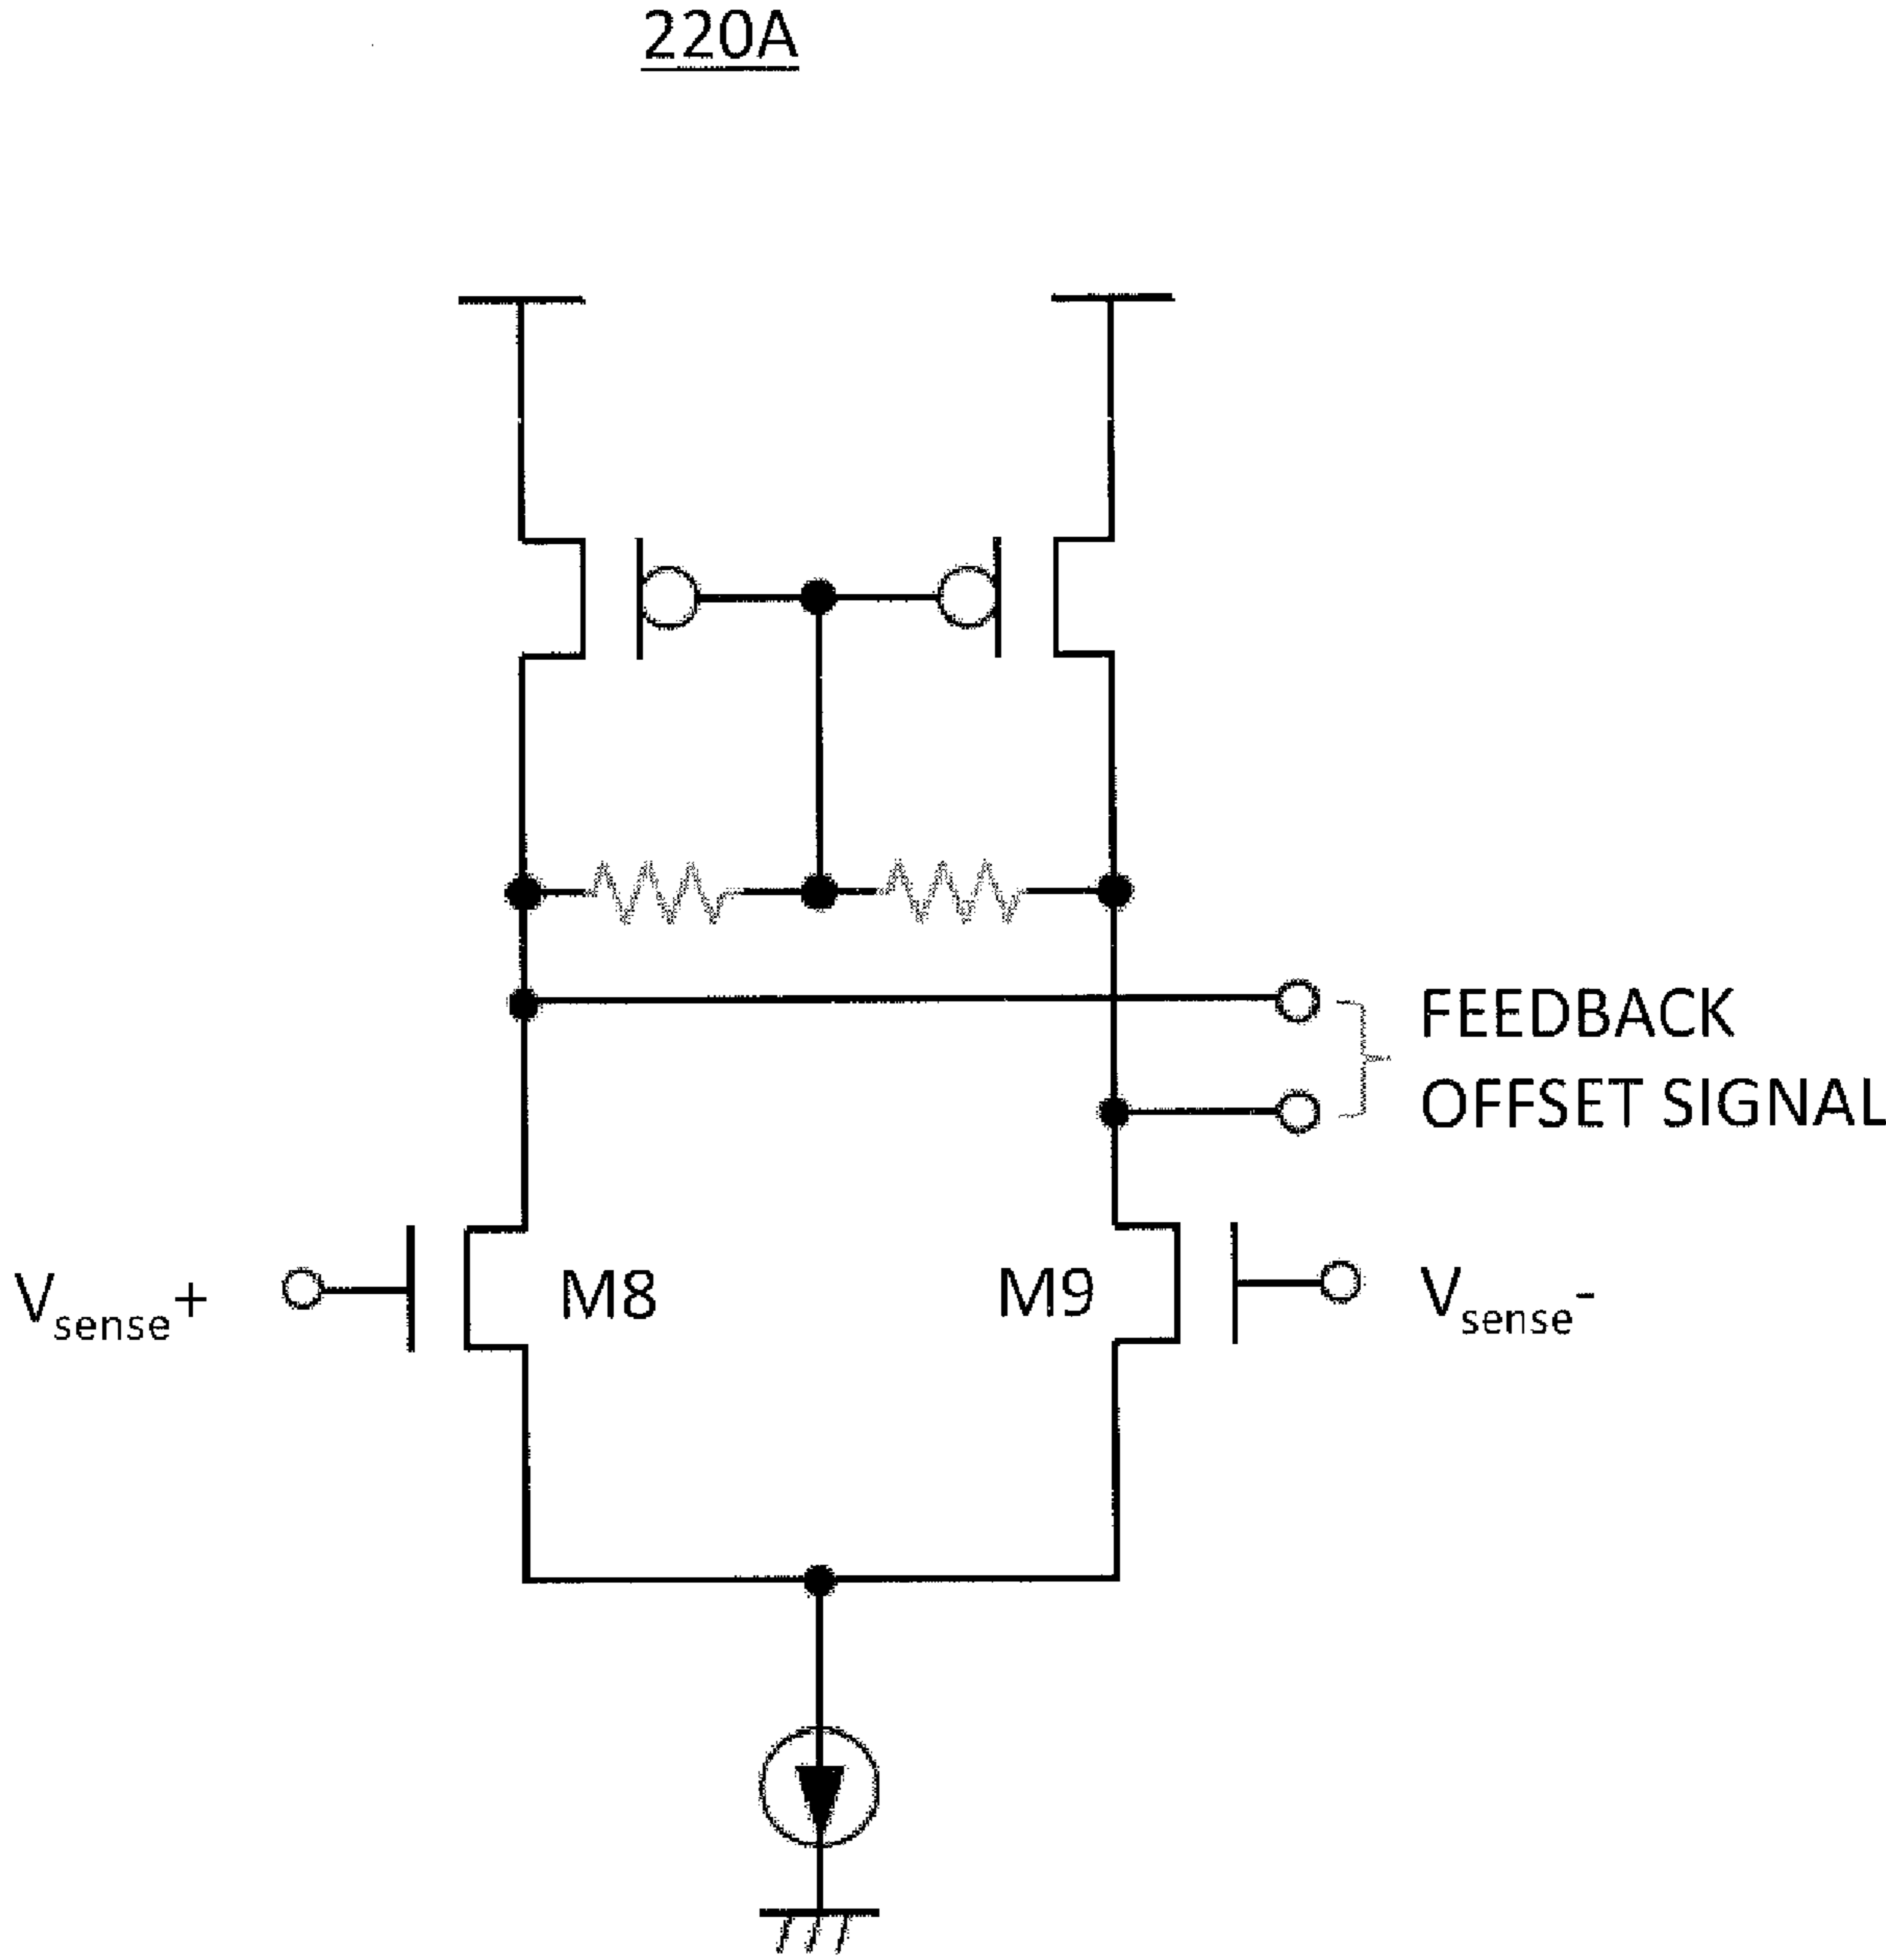 220A
FEEDBACK
OFFSET SIGNAL
Vsense+
M8
M9
Vsense-